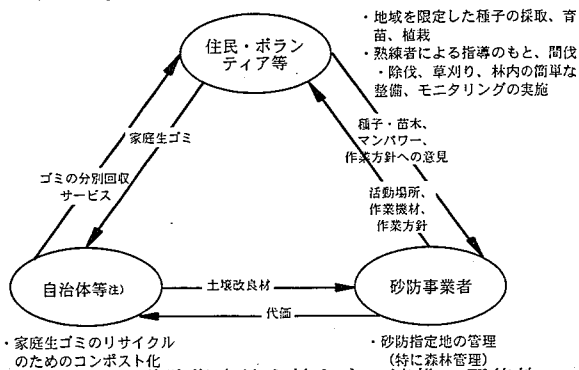 ・地域を限定した種子の採取、育
苗、植栽
・熟練者による指導のもと、間伐
・除伐、草刈り、林内の簡単な
整備、モニタリングの実施
住民・ボラン
ティア等
家庭生ゴミ
ゴミの分別回収
サービス
種子・苗木、
マンパワー、
作業方針への意見
活動場所、
作業機材、
作業方針
自治体等注)
土壌改良材
代価
砂防事業者
・家庭生ゴミのリサイクル
のためのコンポスト化
・砂防指定地の管理
(特に森林管理)